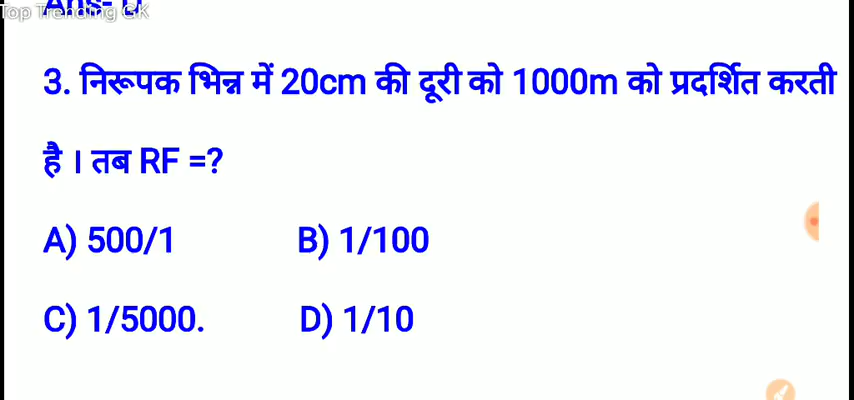 Ans- D
Top Trending GK
3. निरूपक भिन्न में 20cm की दूरी को 1000m को प्रदर्शित करती
है । तब RF =?
A) 500/1 B) 1/100
C) 1/5000. D) 1/10